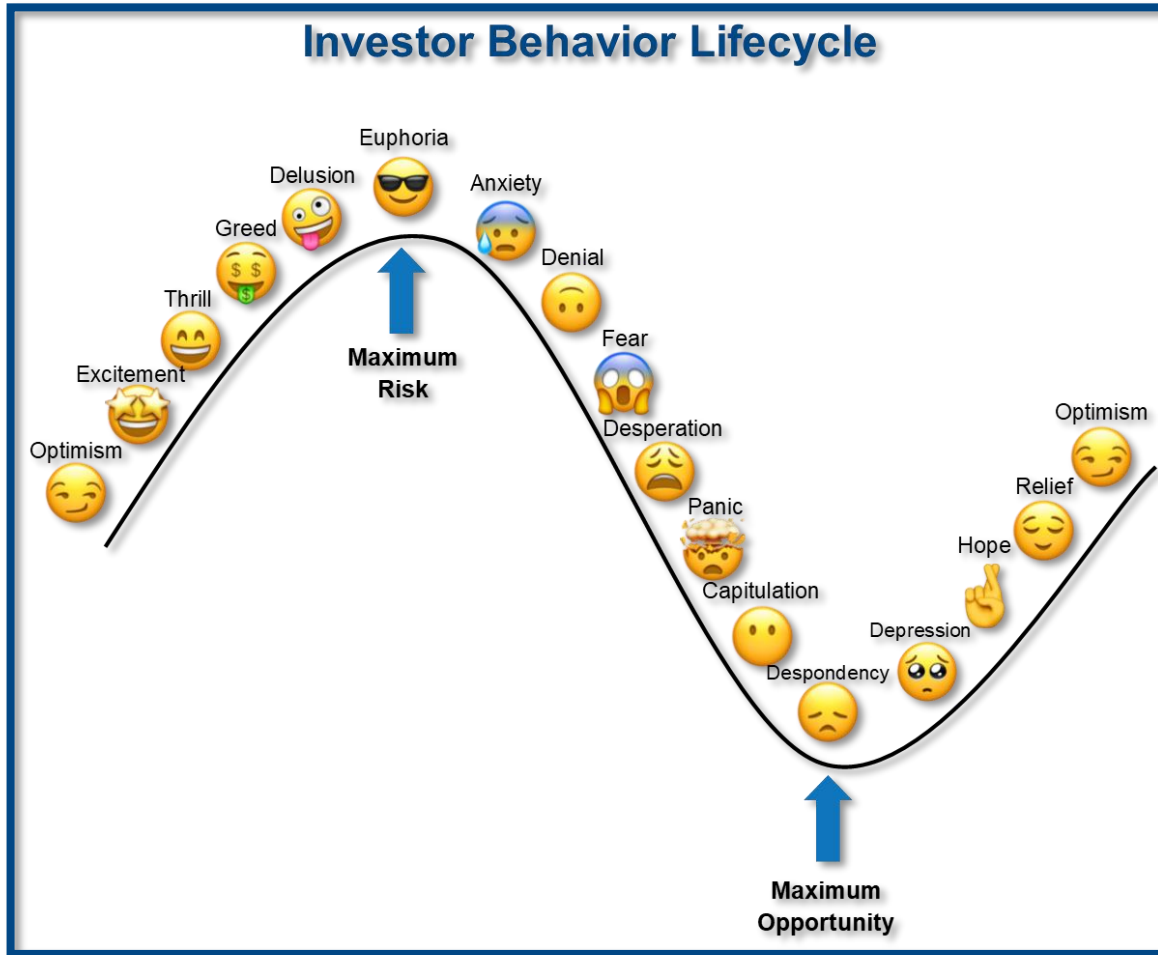 Investor Behavior Lifecycle
Optimism
Excitement
Thrill
Greed
Delusion
Euphoria
Maximum
Risk
Anxiety
Denial
Fear
Desperation
Panic
Capitulation
Despondency
Maximum
Opportunity
Depression
Hope
Relief
Optimism